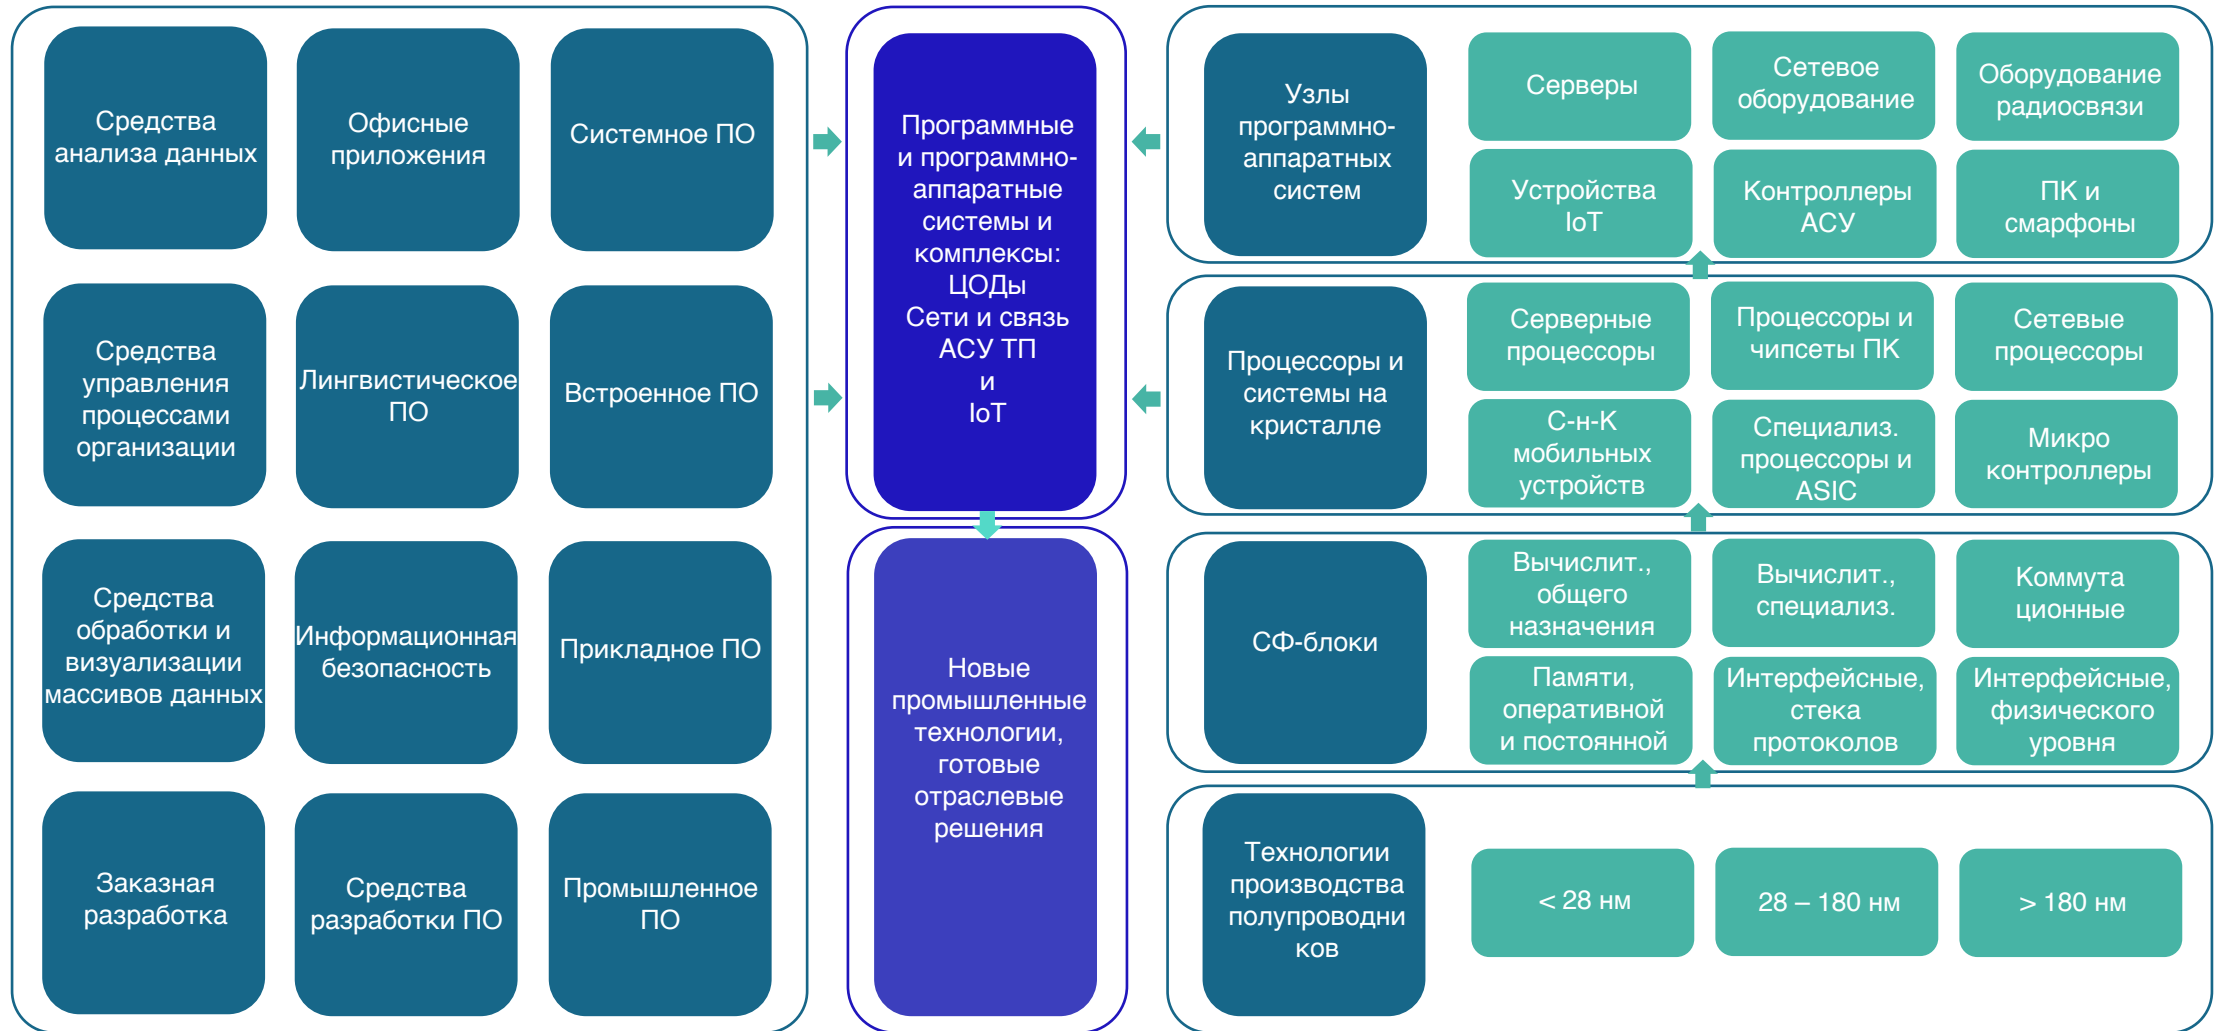 Средства
анализа данных
Офисные
приложения
Системное ПО
Средства
управления
процессами
организации
Лингвистическое
ПО
Встроенное ПО
Средства
обработки и
визуализации
массивов данных
Информационная
безопасность
Прикладное ПО
Заказная
разработка
Средства
разработки ПО
Промышленное
ПО
Программные
и программно-
аппаратные
системы и
комплексы:
ЦОДы
Сети и связь
АСУ ТП
и
IoT
Новые
промышленные
технологии,
готовые
отраслевые
решения
Узлы
программно-
аппаратных
систем
Серверы
Сетевое
оборудование
Оборудование
радиосвязи
Устройства
IoT
Контроллеры
АСУ
ПК и
смарфоны
Процессоры и
системы на
кристалле
Серверные
процессоры
Процессоры и
чипсеты ПК
Сетевые
процессоры
С-н-К
мобильных
устройств
Специализ.
процессоры и
ASIC
Микро
контроллеры
СФ-блоки
Вычислит.,
общего
назначения
Вычислит.,
специализ.
Коммута
ционные
Памяти,
оперативной
и постоянной
Интерфейсные,
стека
протоколов
Интерфейсные,
физического
уровня
Технологии
производства
полупроводни
ков
< 28 нм
28 – 180 нм
> 180 нм